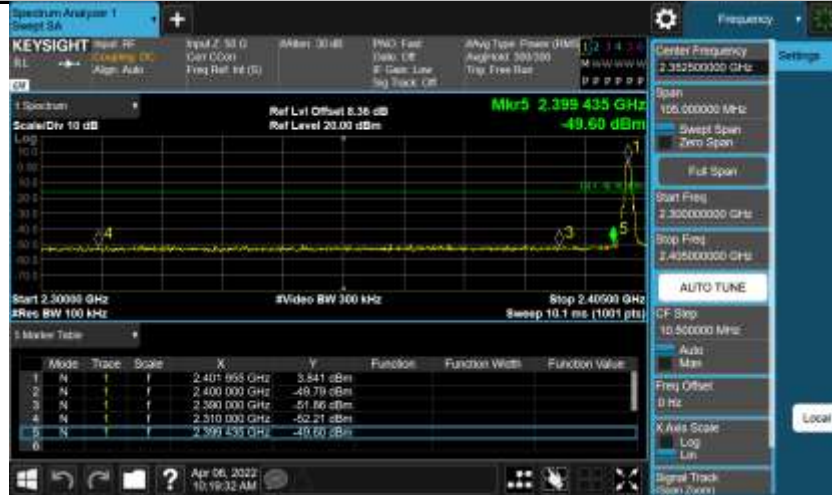 Spectrum Analyzer 1
Swept SA
+
Frequency
KEYSIGHT
Input: RF
Coupling: DC
Align: Auto
Input Z: 50 Ω
Corr CCorr
Freq Ref: Int (S)
#Atten: 30 dB
PNO: Fast
Gate: Off
IF Gain: Low
Sig Track: Off
#Avg Type: Power (RMS)
Avg|Hold: 300/300
Trig: Free Run
1 2 3 4 5 6
M W W W W W
P P P P P P
Center Frequency
2.352500000 GHz
Settings
Span
105.000000 MHz
Swept Span
Zero Span
Full Span
Start Freq
2.300000000 GHz
Stop Freq
2.405000000 GHz
AUTO TUNE
CF Step
10.500000 MHz
Auto
Man
Freq Offset
0 Hz
X Axis Scale
Log
Lin
Signal Track
(Span Zoom)
Local
1 Spectrum
Scale/Div 10 dB
Log
Ref Lvl Offset 8.36 dB
Ref Level 20.00 dBm
Mkr5 2.399 435 GHz
-49.60 dBm
1
4
3
5
Start 2.30000 GHz
#Res BW 100 kHz
#Video BW 300 kHz
Stop 2.40500 GHz
Sweep 10.1 ms (1001 pts)
5 Marker Table
Mode Trace Scale X Y Function Function Width Function Value
1 N 1 f 2.401 955 GHz 3.841 dBm
2 N 1 f 2.400 000 GHz -49.79 dBm
3 N 1 f 2.390 000 GHz -51.86 dBm
4 N 1 f 2.310 000 GHz -52.21 dBm
5 N 1 f 2.399 435 GHz -49.60 dBm
6
?
Apr 06, 2022
10:19:32 AM